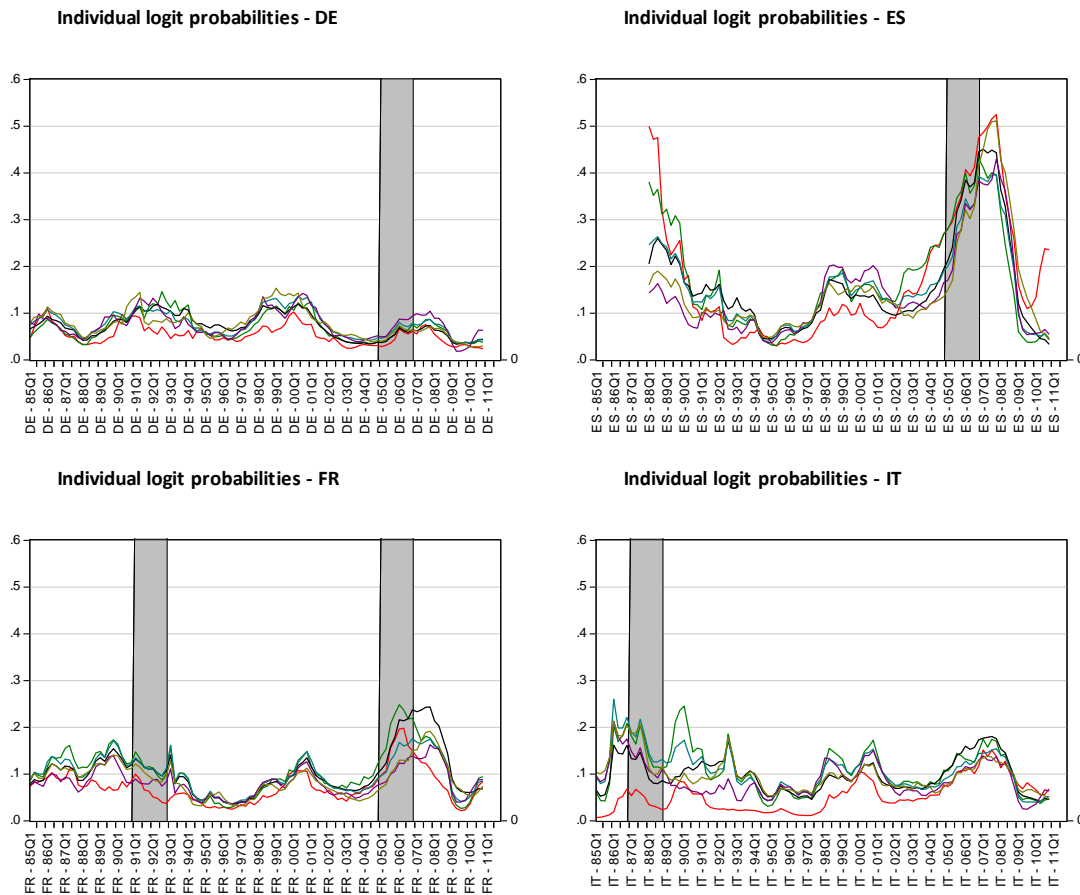 Individual logit probabilities - DE
.6
.5
.4
.3
.2
.1
.0
0
DE - 85Q1
DE - 86Q1
DE - 87Q1
DE - 88Q1
DE - 89Q1
DE - 90Q1
DE - 91Q1
DE - 92Q1
DE - 93Q1
DE - 94Q1
DE - 95Q1
DE - 96Q1
DE - 97Q1
DE - 98Q1
DE - 99Q1
DE - 00Q1
DE - 01Q1
DE - 02Q1
DE - 03Q1
DE - 04Q1
DE - 05Q1
DE - 06Q1
DE - 07Q1
DE - 08Q1
DE - 09Q1
DE - 10Q1
DE - 11Q1
Individual logit probabilities - ES
.6
.5
.4
.3
.2
.1
.0
0
ES - 85Q1
ES - 86Q1
ES - 87Q1
ES - 88Q1
ES - 89Q1
ES - 90Q1
ES - 91Q1
ES - 92Q1
ES - 93Q1
ES - 94Q1
ES - 95Q1
ES - 96Q1
ES - 97Q1
ES - 98Q1
ES - 99Q1
ES - 00Q1
ES - 01Q1
ES - 02Q1
ES - 03Q1
ES - 04Q1
ES - 05Q1
ES - 06Q1
ES - 07Q1
ES - 08Q1
ES - 09Q1
ES - 10Q1
ES - 11Q1
Individual logit probabilities - FR
.6
.5
.4
.3
.2
.1
.0
0
FR - 85Q1
FR - 86Q1
FR - 87Q1
FR - 88Q1
FR - 89Q1
FR - 90Q1
FR - 91Q1
FR - 92Q1
FR - 93Q1
FR - 94Q1
FR - 95Q1
FR - 96Q1
FR - 97Q1
FR - 98Q1
FR - 99Q1
FR - 00Q1
FR - 01Q1
FR - 02Q1
FR - 03Q1
FR - 04Q1
FR - 05Q1
FR - 06Q1
FR - 07Q1
FR - 08Q1
FR - 09Q1
FR - 10Q1
FR - 11Q1
Individual logit probabilities - IT
.6
.5
.4
.3
.2
.1
.0
0
IT - 85Q1
IT - 86Q1
IT - 87Q1
IT - 88Q1
IT - 89Q1
IT - 90Q1
IT - 91Q1
IT - 92Q1
IT - 93Q1
IT - 94Q1
IT - 95Q1
IT - 96Q1
IT - 97Q1
IT - 98Q1
IT - 99Q1
IT - 00Q1
IT - 01Q1
IT - 02Q1
IT - 03Q1
IT - 04Q1
IT - 05Q1
IT - 06Q1
IT - 07Q1
IT - 08Q1
IT - 09Q1
IT - 10Q1
IT - 11Q1